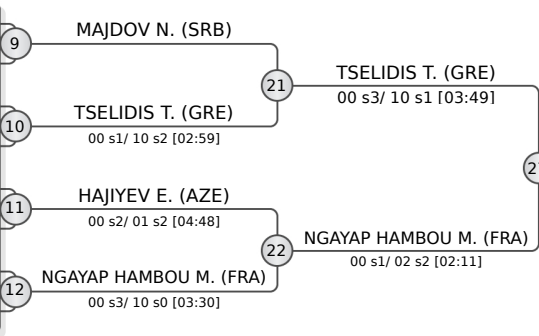 MAJDOV N. (SRB)
9
TSELIDIS T. (GRE)
21
00 s3/ 10 s1 [03:49]
TSELIDIS T. (GRE)
10
00 s1/ 10 s2 [02:59]
HAJIYEV E. (AZE)
11
00 s2/ 01 s2 [04:48]
NGAYAP HAMBOU M. (FRA)
22
00 s1/ 02 s2 [02:11]
NGAYAP HAMBOU M. (FRA)
12
00 s3/ 10 s0 [03:30]